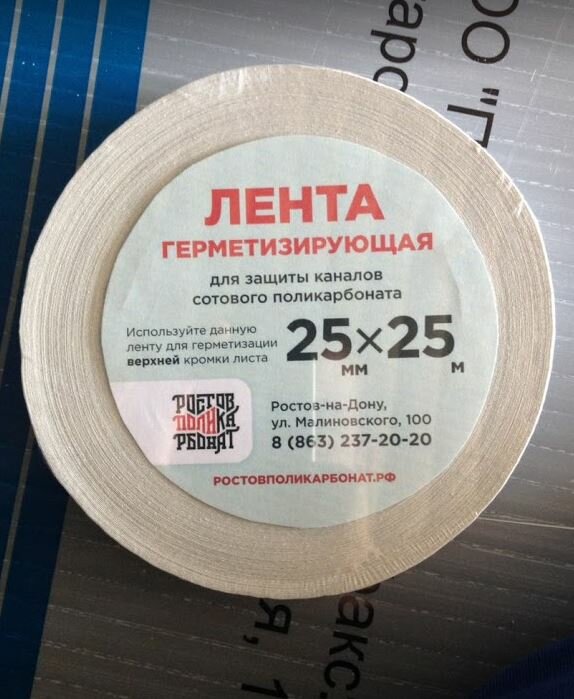 ЛЕНТА
ГЕРМЕТИЗИРУЮЩАЯ
для защиты каналов
сотового поликарбоната
Используйте данную
ленту для герметизации
верхней кромки листа
25×25
мм м
РОСТОВ
ПОЛИКА
РБОНАТ
Ростов-на-Дону,
ул. Малиновского, 100
8 (863) 237-20-20
РОСТОВПОЛИКАРБОНАТ.РФ
ОО "П